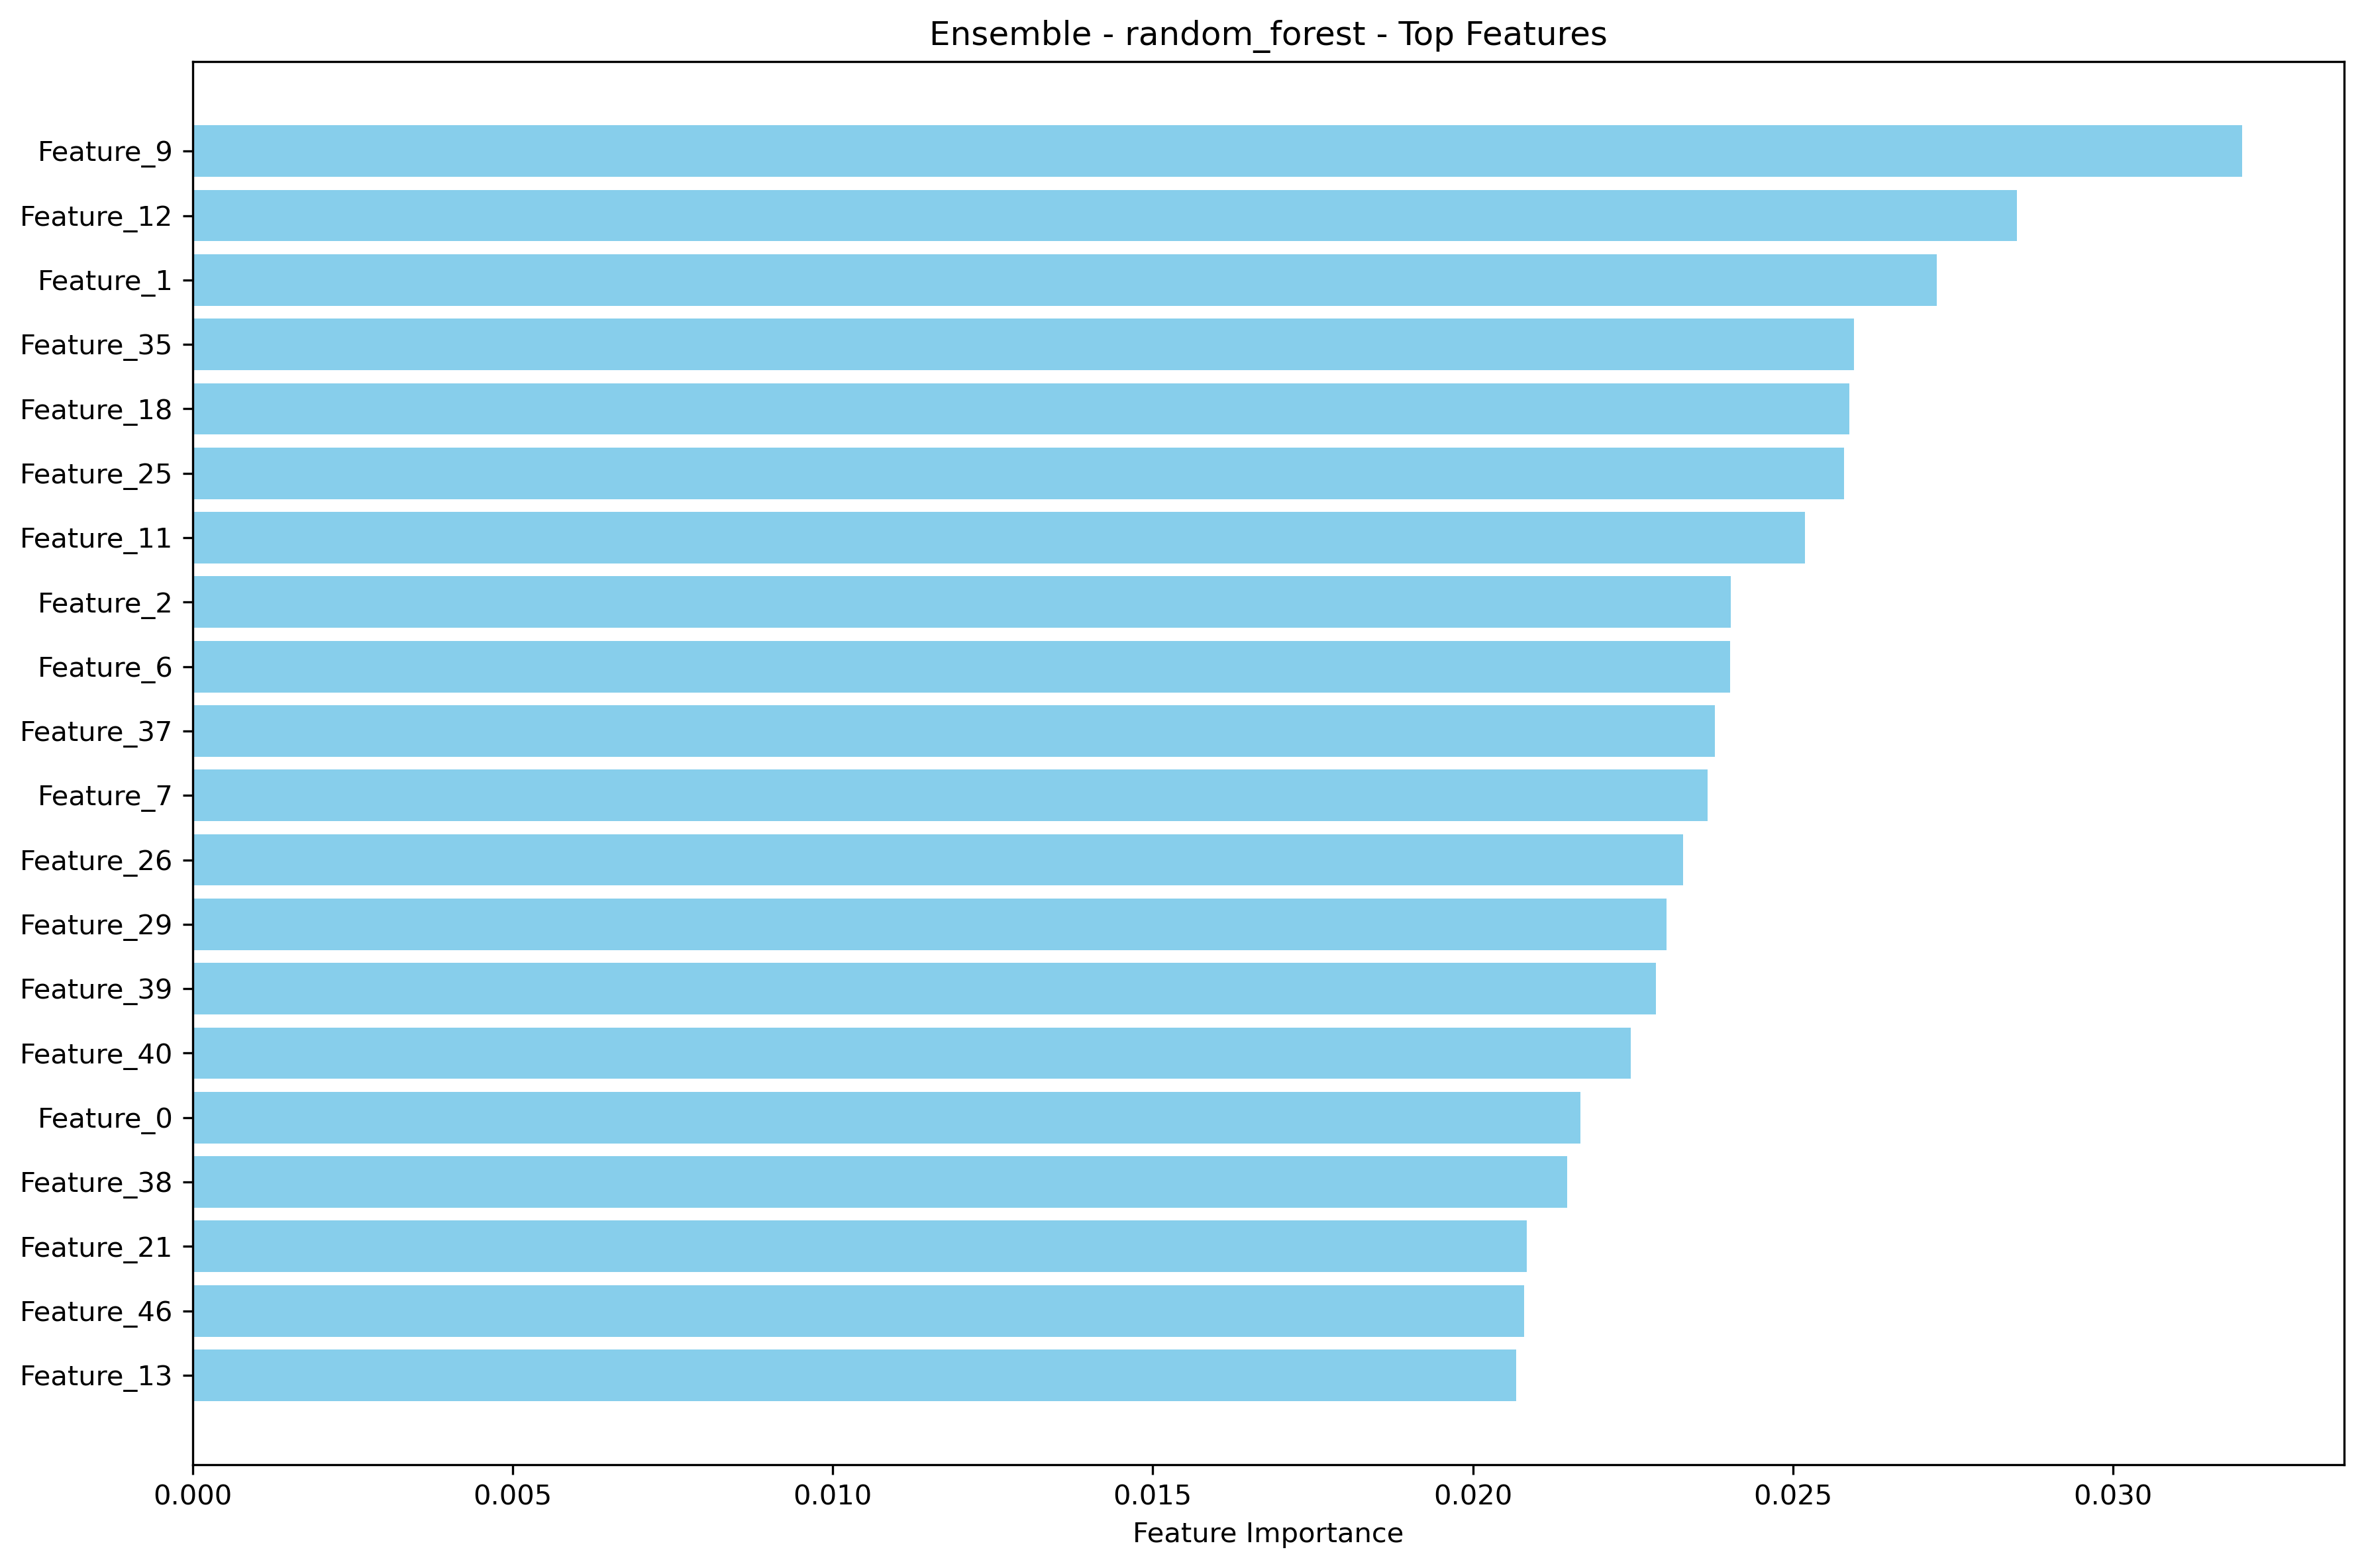 Ensemble - random_forest - Top Features
Feature_9
Feature_12
Feature_1
Feature_35
Feature_18
Feature_25
Feature_11
Feature_2
Feature_6
Feature_37
Feature_7
Feature_26
Feature_29
Feature_39
Feature_40
Feature_0
Feature_38
Feature_21
Feature_46
Feature_13
0.000 0.005 0.010 0.015 0.020 0.025 0.030
Feature Importance